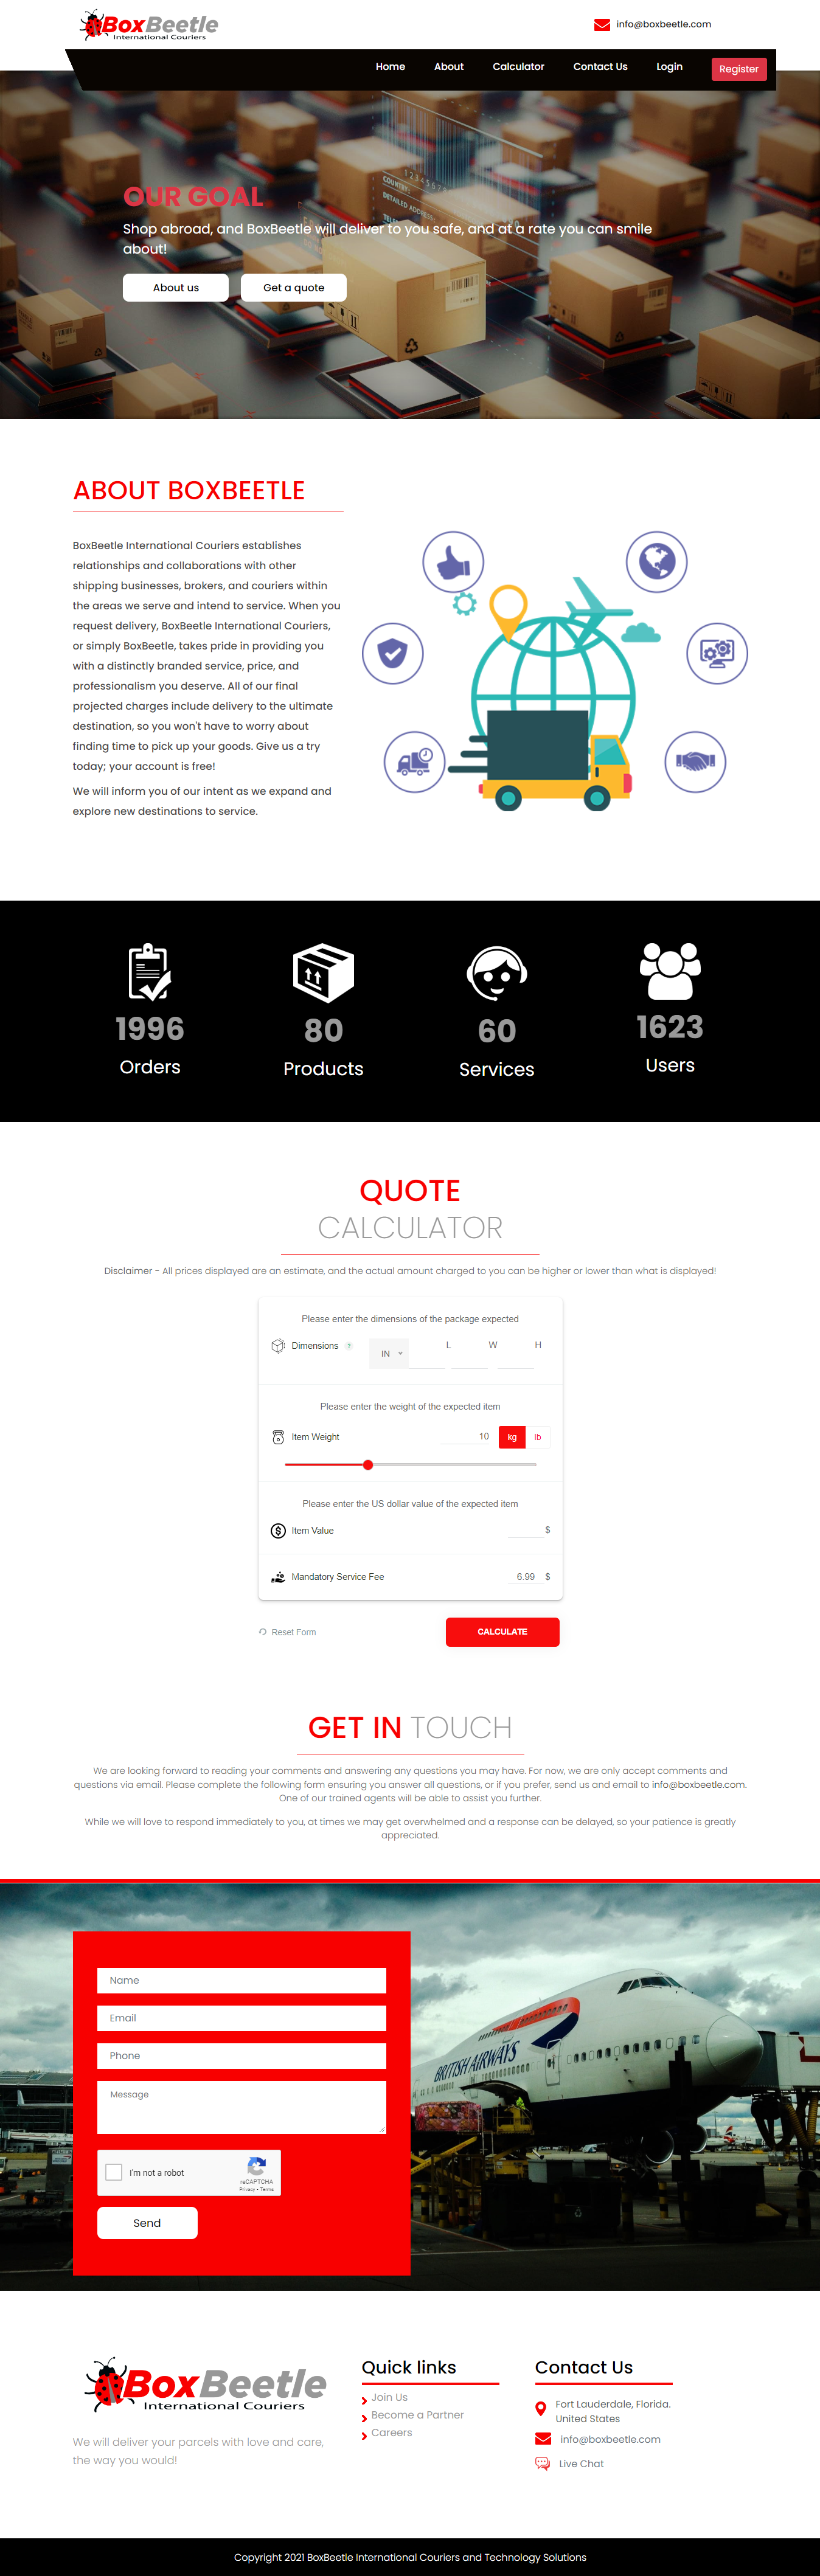 BoxBeetle
International Couriers
info@boxbeetle.com
Home About Calculator Contact Us Login Register
COUNTRY:
DETAILED ADDRESS:
OUR GOAL
Shop abroad, and BoxBeetle will deliver to you safe, and at a rate you can smile
about!
About us Get a quote
ABOUT BOXBEETLE
BoxBeetle International Couriers establishes
relationships and collaborations with other
shipping businesses, brokers, and couriers within
the areas we serve and intend to service. When you
request delivery, BoxBeetle International Couriers,
or simply BoxBeetle, takes pride in providing you
with a distinctly branded service, price, and
professionalism you deserve. All of our final
projected charges include delivery to the ultimate
destination, so you won't have to worry about
finding time to pick up your goods. Give us a try
today; your account is free!
We will inform you of our intent as we expand and
explore new destinations to service.
1996 80 60 1623
Orders Products Services Users
QUOTE
CALCULATOR
Disclaimer - All prices displayed are an estimate, and the actual amount charged to you can be higher or lower than what is displayed!
Please enter the dimensions of the package expected
Dimensions ? IN L W H
Please enter the weight of the expected item
Item Weight 10 kg lb
Please enter the US dollar value of the expected item
Item Value $
Mandatory Service Fee 6.99 $
Reset Form CALCULATE
GET IN TOUCH
We are looking forward to reading your comments and answering any questions you may have. For now, we are only accept comments and
questions via email. Please complete the following form ensuring you answer all questions, or if you prefer, send us and email to info@boxbeetle.com.
One of our trained agents will be able to assist you further.
While we will love to respond immediately to you, at times we may get overwhelmed and a response can be delayed, so your patience is greatly
appreciated.
Name
Email
Phone
Message
I'm not a robot
reCAPTCHA
Privacy - Terms
Send
BRITISH AIRWAYS
BoxBeetle
International Couriers
We will deliver your parcels with love and care,
the way you would!
Quick links
Join Us
Become a Partner
Careers
Contact Us
Fort Lauderdale, Florida.
United States
info@boxbeetle.com
Live Chat
Copyright 2021 BoxBeetle International Couriers and Technology Solutions